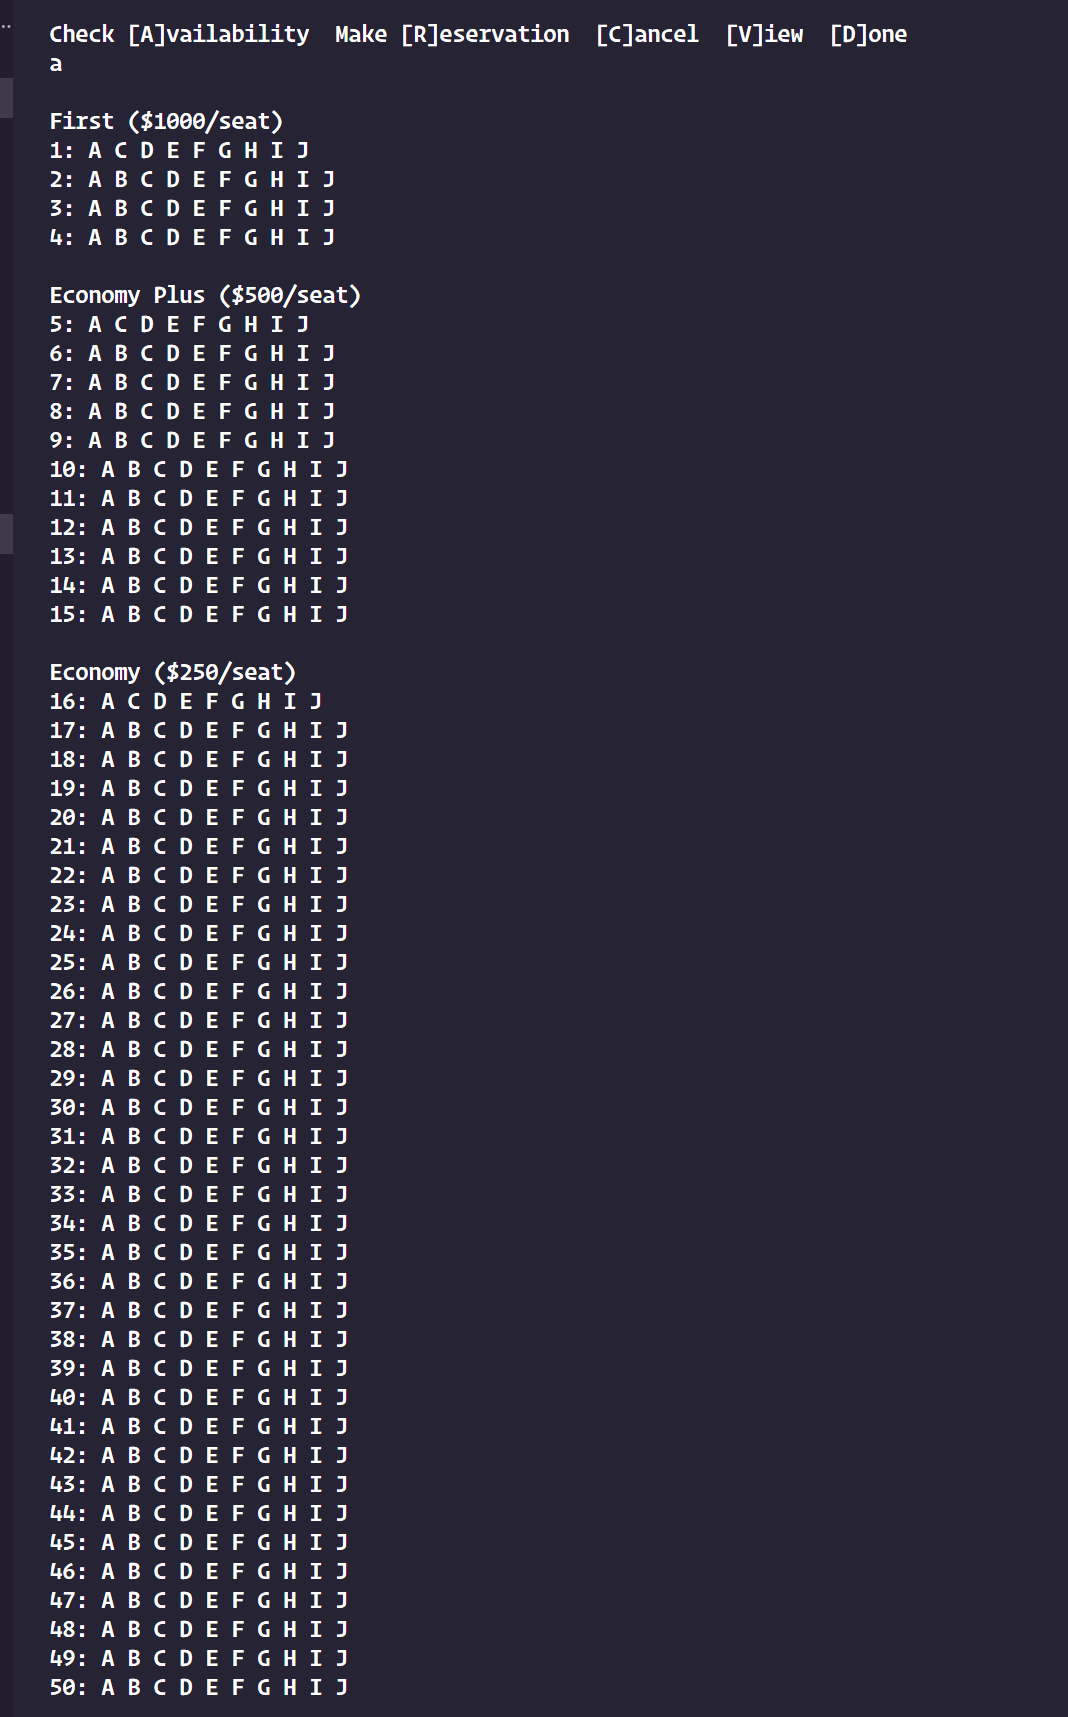 Check [A]vailability  Make [R]eservation  [C]ancel  [V]iew  [D]one
a
First ($1000/seat)
1: A C D E F G H I J
2: A B C D E F G H I J
3: A B C D E F G H I J
4: A B C D E F G H I J
Economy Plus ($500/seat)
5: A C D E F G H I J
6: A B C D E F G H I J
7: A B C D E F G H I J
8: A B C D E F G H I J
9: A B C D E F G H I J
10: A B C D E F G H I J
11: A B C D E F G H I J
12: A B C D E F G H I J
13: A B C D E F G H I J
14: A B C D E F G H I J
15: A B C D E F G H I J
Economy ($250/seat)
16: A C D E F G H I J
17: A B C D E F G H I J
18: A B C D E F G H I J
19: A B C D E F G H I J
20: A B C D E F G H I J
21: A B C D E F G H I J
22: A B C D E F G H I J
23: A B C D E F G H I J
24: A B C D E F G H I J
25: A B C D E F G H I J
26: A B C D E F G H I J
27: A B C D E F G H I J
28: A B C D E F G H I J
29: A B C D E F G H I J
30: A B C D E F G H I J
31: A B C D E F G H I J
32: A B C D E F G H I J
33: A B C D E F G H I J
34: A B C D E F G H I J
35: A B C D E F G H I J
36: A B C D E F G H I J
37: A B C D E F G H I J
38: A B C D E F G H I J
39: A B C D E F G H I J
40: A B C D E F G H I J
41: A B C D E F G H I J
42: A B C D E F G H I J
43: A B C D E F G H I J
44: A B C D E F G H I J
45: A B C D E F G H I J
46: A B C D E F G H I J
47: A B C D E F G H I J
48: A B C D E F G H I J
49: A B C D E F G H I J
50: A B C D E F G H I J